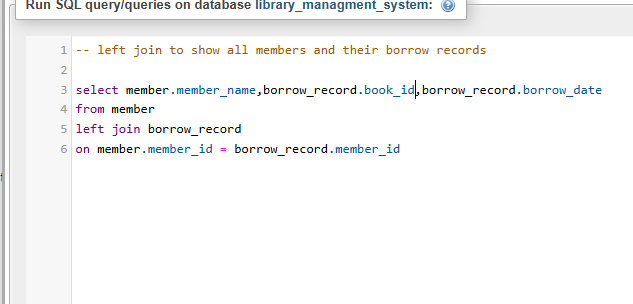 Run SQL query/queries on database library_managment_system:
1 -- left join to show all members and their borrow records
2
3 select member.member_name,borrow_record.book_id,borrow_record.borrow_date
4 from member
5 left join borrow_record
6 on member.member_id = borrow_record.member_id